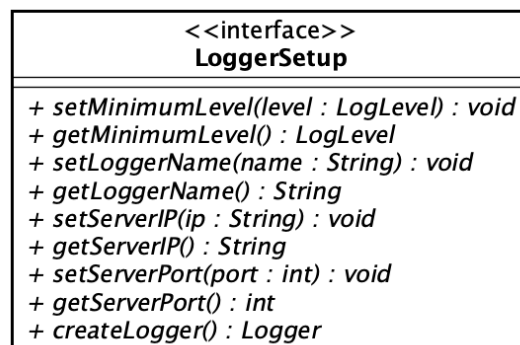 <<interface>>
LoggerSetup
+ setMinimumLevel(level : LogLevel) : void
+ getMinimumLevel() : LogLevel
+ setLoggerName(name : String) : void
+ getLoggerName() : String
+ setServerIP(ip : String) : void
+ getServerIP() : String
+ setServerPort(port : int) : void
+ getServerPort() : int
+ createLogger() : Logger